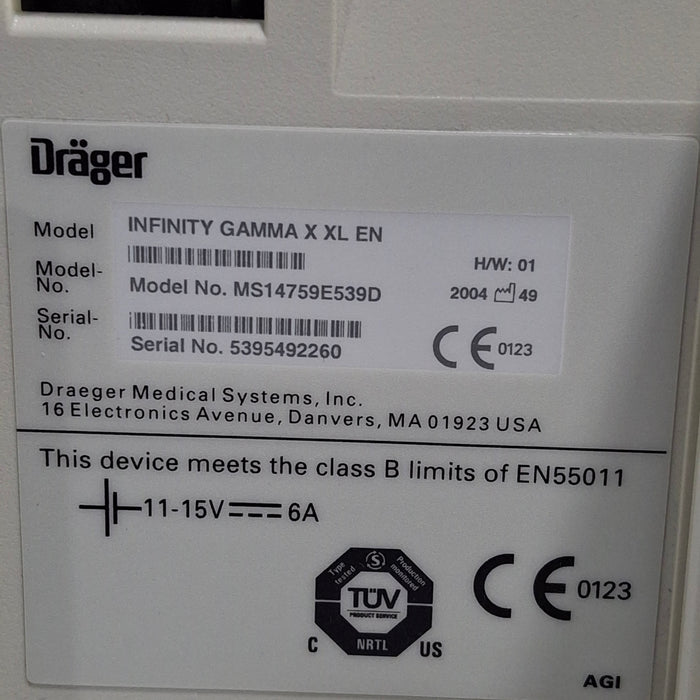 Dräger
Model INFINITY GAMMA X XL EN
Model-No. Model No. MS14759E539D
H/W: 01
2004 49
Serial-No. Serial No. 5395492260
CE 0123
Draeger Medical Systems, Inc.
16 Electronics Avenue, Danvers, MA 01923 USA
This device meets the class B limits of EN55011
11-15V 6A
Type tested S Production monitored
TÜV
PRODUCT SERVICE
C NRTL US
CE 0123
AGI